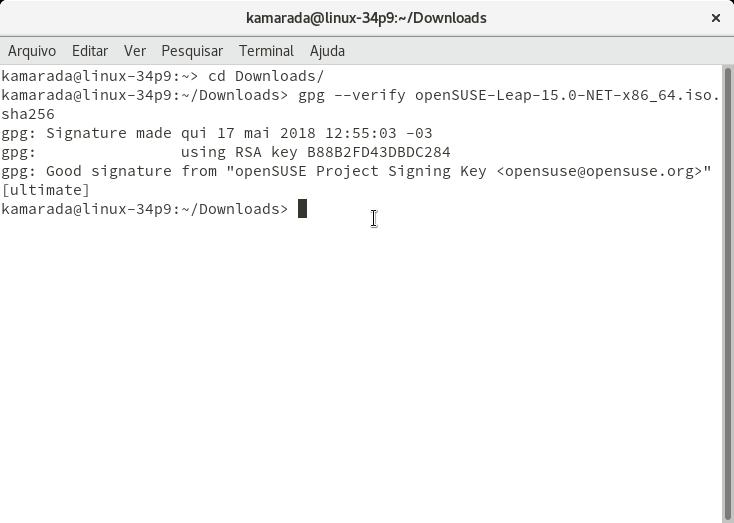 kamarada@linux-34p9:~/Downloads
Arquivo Editar Ver Pesquisar Terminal Ajuda
kamarada@linux-34p9:~> cd Downloads/
kamarada@linux-34p9:~/Downloads> gpg --verify openSUSE-Leap-15.0-NET-x86_64.iso.
sha256
gpg: Signature made qui 17 mai 2018 12:55:03 -03
gpg:                using RSA key B88B2FD43DBDC284
gpg: Good signature from "openSUSE Project Signing Key <opensuse@opensuse.org>"
[ultimate]
kamarada@linux-34p9:~/Downloads>